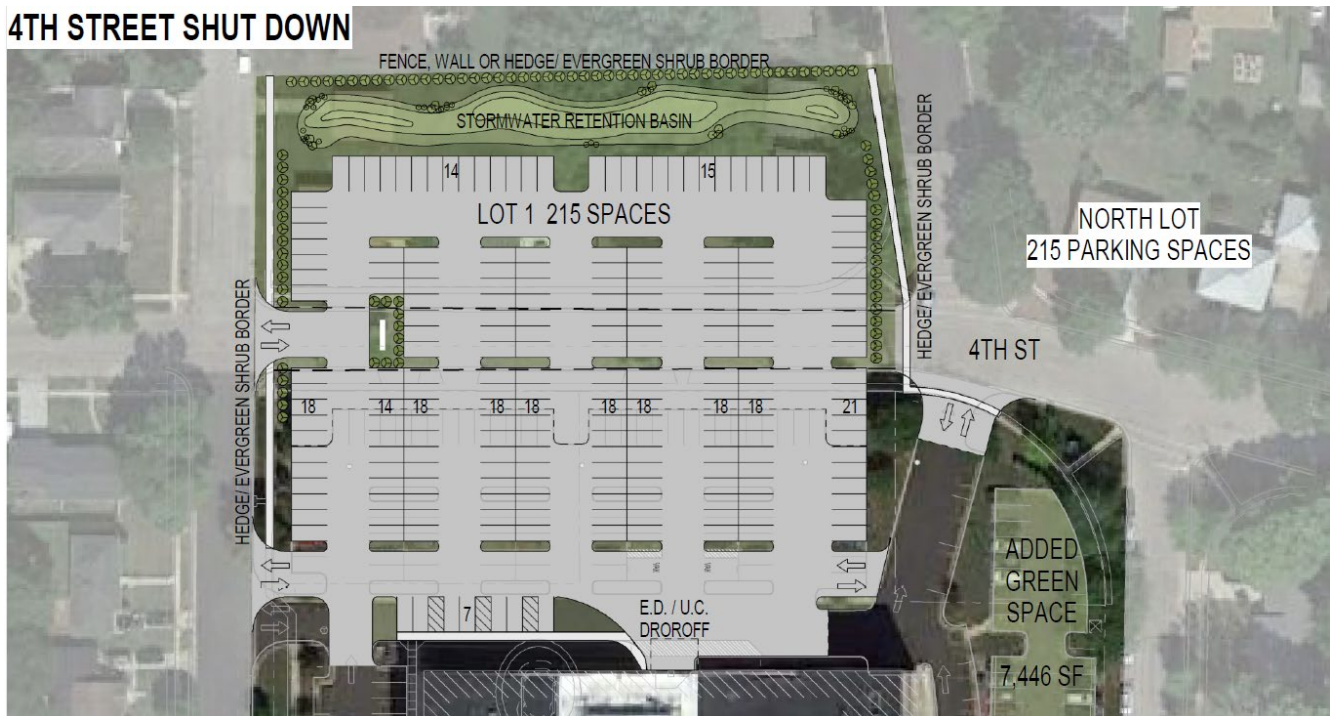 4TH STREET SHUT DOWN
FENCE, WALL OR HEDGE/ EVERGREEN SHRUB BORDER
STORMWATER RETENTION BASIN
HEDGE/ EVERGREEN SHRUB BORDER
14
15
LOT 1 215 SPACES
NORTH LOT
215 PARKING SPACES
HEDGE/ EVERGREEN SHRUB BORDER
4TH ST
18 14 18 18 18 18 18 18 18 21
ADDED
GREEN
SPACE
7,446 SF
7
E.D. / U.C.
DROROFF